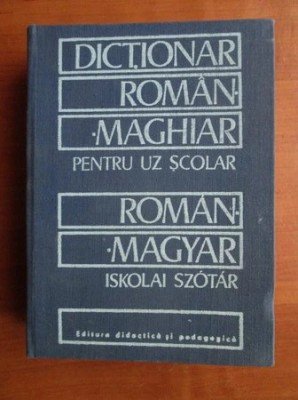 DICȚIONAR
ROMÂN-
-MAGHIAR
PENTRU UZ ȘCOLAR
ROMÁN-
-MAGYAR
ISKOLAI SZÓTÁR
Editura didactică și pedagogică